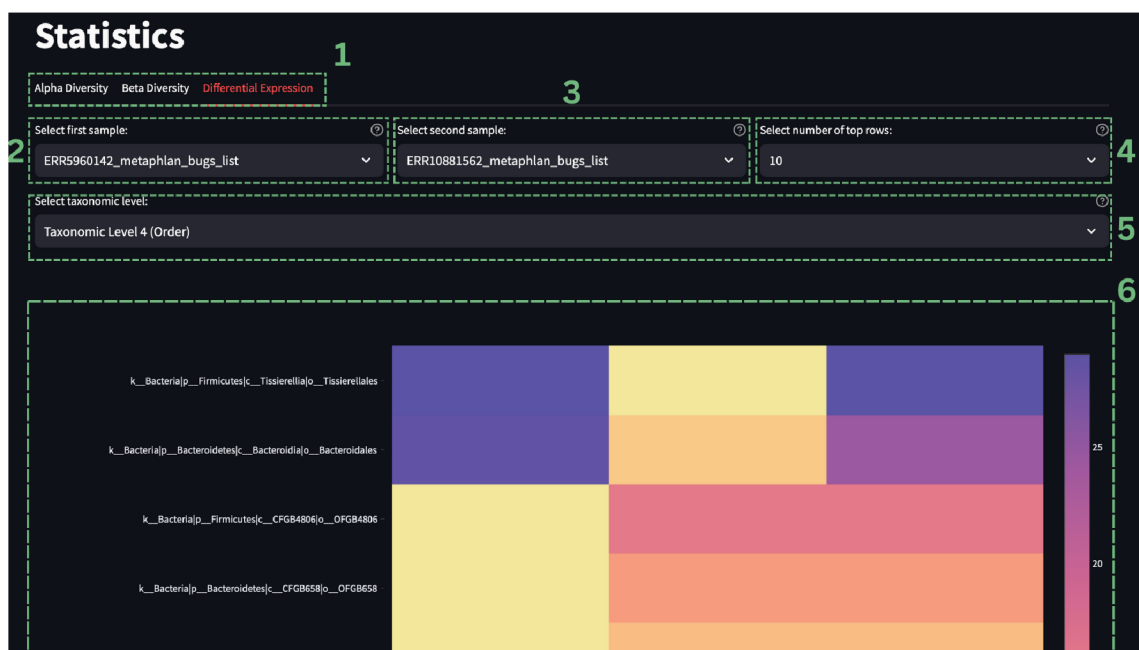 Statistics
1
Alpha Diversity Beta Diversity Differential Expression
3
Select first sample: Select second sample: Select number of top rows:
2 ERR5960142_metaphlan_bugs_list ERR10881562_metaphlan_bugs_list 10 4
Select taxonomic level:
Taxonomic Level 4 (Order) 5
6
k__Bacteria|p__Firmicutes|c__Tissierellia|o__Tissierellales
k__Bacteria|p__Bacteroidetes|c__Bacteroidia|o__Bacteroidales 25
k__Bacteria|p__Firmicutes|c__CFGB4806|o__OFGB4806
20
k__Bacteria|p__Bacteroidetes|c__CFGB658|o__OFGB658